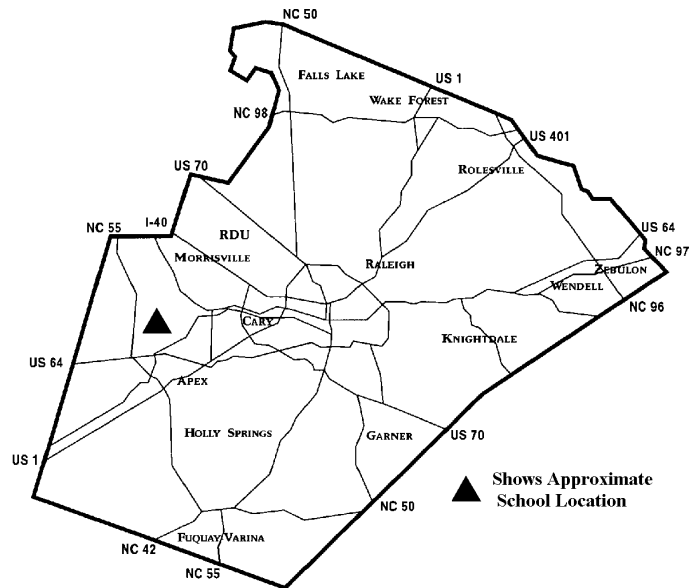 NC 50
FALLS LAKE
US 1
WAKE FOREST
NC 98
US 401
US 70
ROLESVILLE
NC 55
I-40
RDU
US 64
MORRISVILLE
NC 97
RALEIGH
ZEBULON
WENDELL
NC 96
CARY
KNIGHTDALE
US 64
APEX
HOLLY SPRINGS
GARNER
US 70
US 1
Shows Approximate
School Location
NC 50
FUQUAY VARINA
NC 42
NC 55